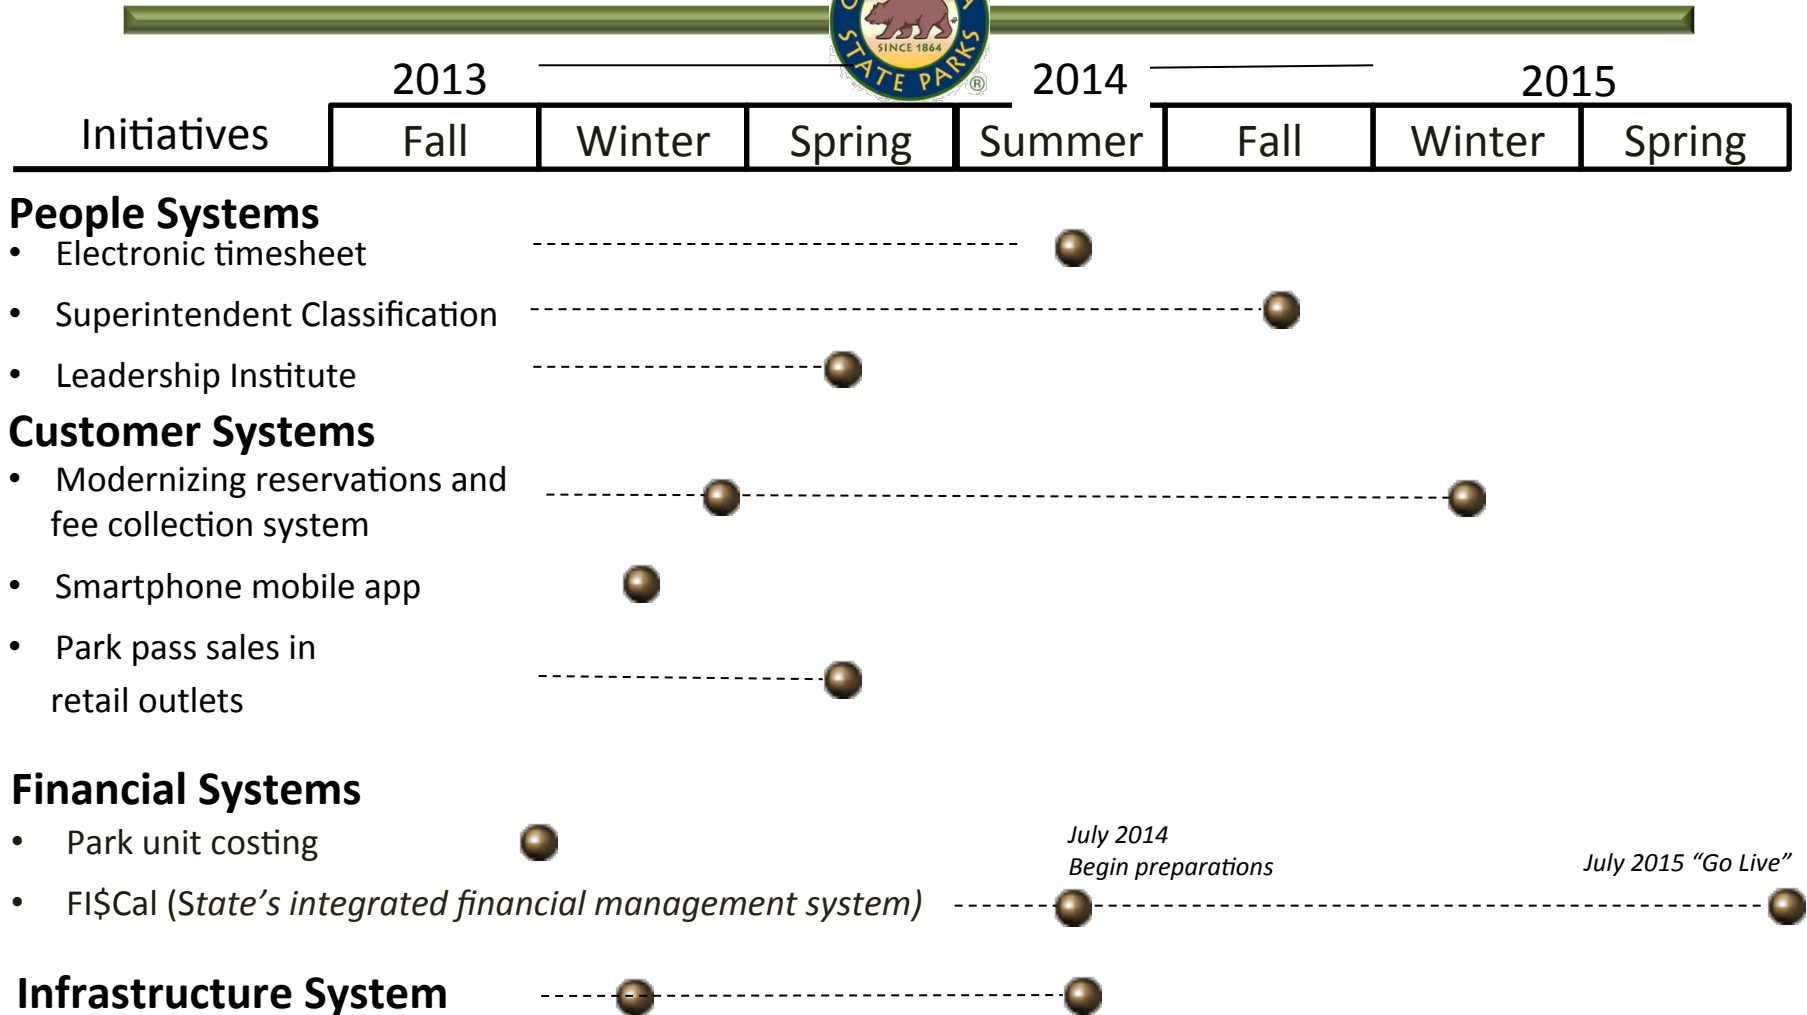 SINCE 1864
STATE PARKS ®
2013 2014 2015
Initiatives Fall Winter Spring Summer Fall Winter Spring
People Systems
• Electronic timesheet
• Superintendent Classification
• Leadership Institute
Customer Systems
• Modernizing reservations and
fee collection system
• Smartphone mobile app
• Park pass sales in
retail outlets
Financial Systems
• Park unit costing
July 2014
Begin preparations
July 2015 “Go Live”
• FI$Cal (State’s integrated financial management system)
Infrastructure System